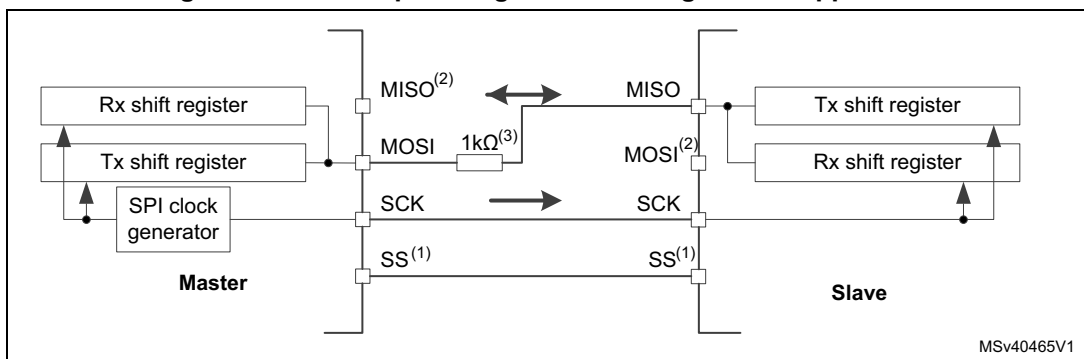 MISO(2)
MISO
Rx shift register
Tx shift register
MOSI
1kΩ(3)
MOSI(2)
Tx shift register
Rx shift register
SPI clock
generator
SCK
SCK
SS(1)
SS(1)
Master
Slave
MSv40465V1